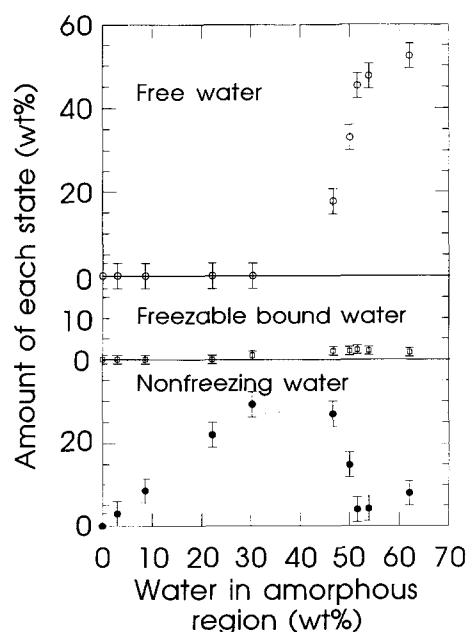 60
Free water
40
20
0
Freezable bound water
10
0
Nonfreezing water
20
0
0 10 20 30 40 50 60 70
Amount of each state (wt%)
Water in amorphous
region (wt%)